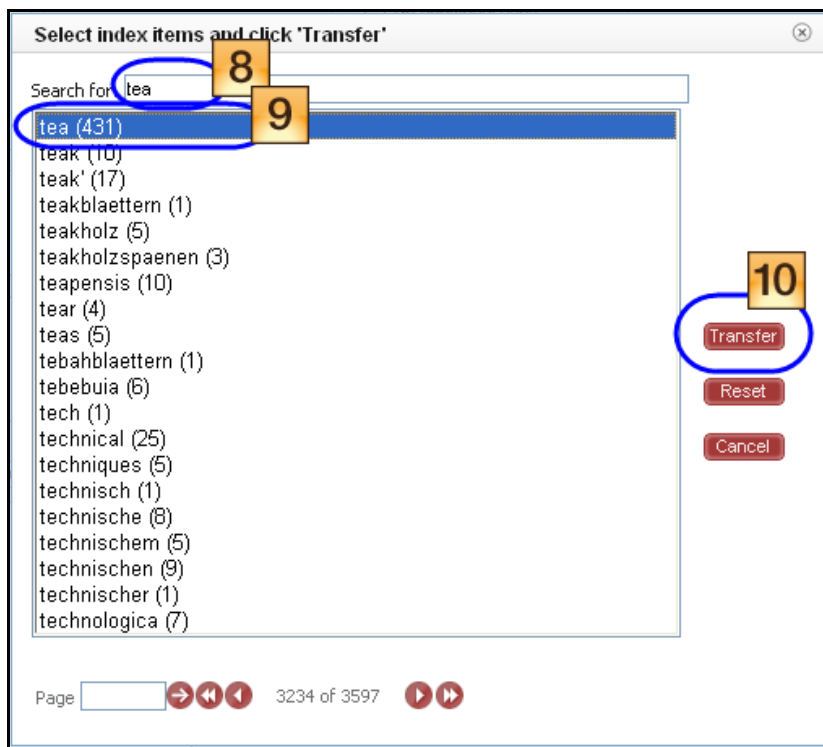 Select index items and click 'Transfer'
8
Search for tea
9
tea (431)
teak (10)
teak' (17)
teakblaettern (1)
teakholz (5)
teakholzspaenen (3)
teapensis (10)
10
tear (4)
teas (5)
Transfer
tebahblaettern (1)
tebebuia (6)
Reset
tech (1)
technical (25)
Cancel
techniques (5)
technisch (1)
technische (8)
technischem (5)
technischen (9)
technischer (1)
technologica (7)
Page 3234 of 3597